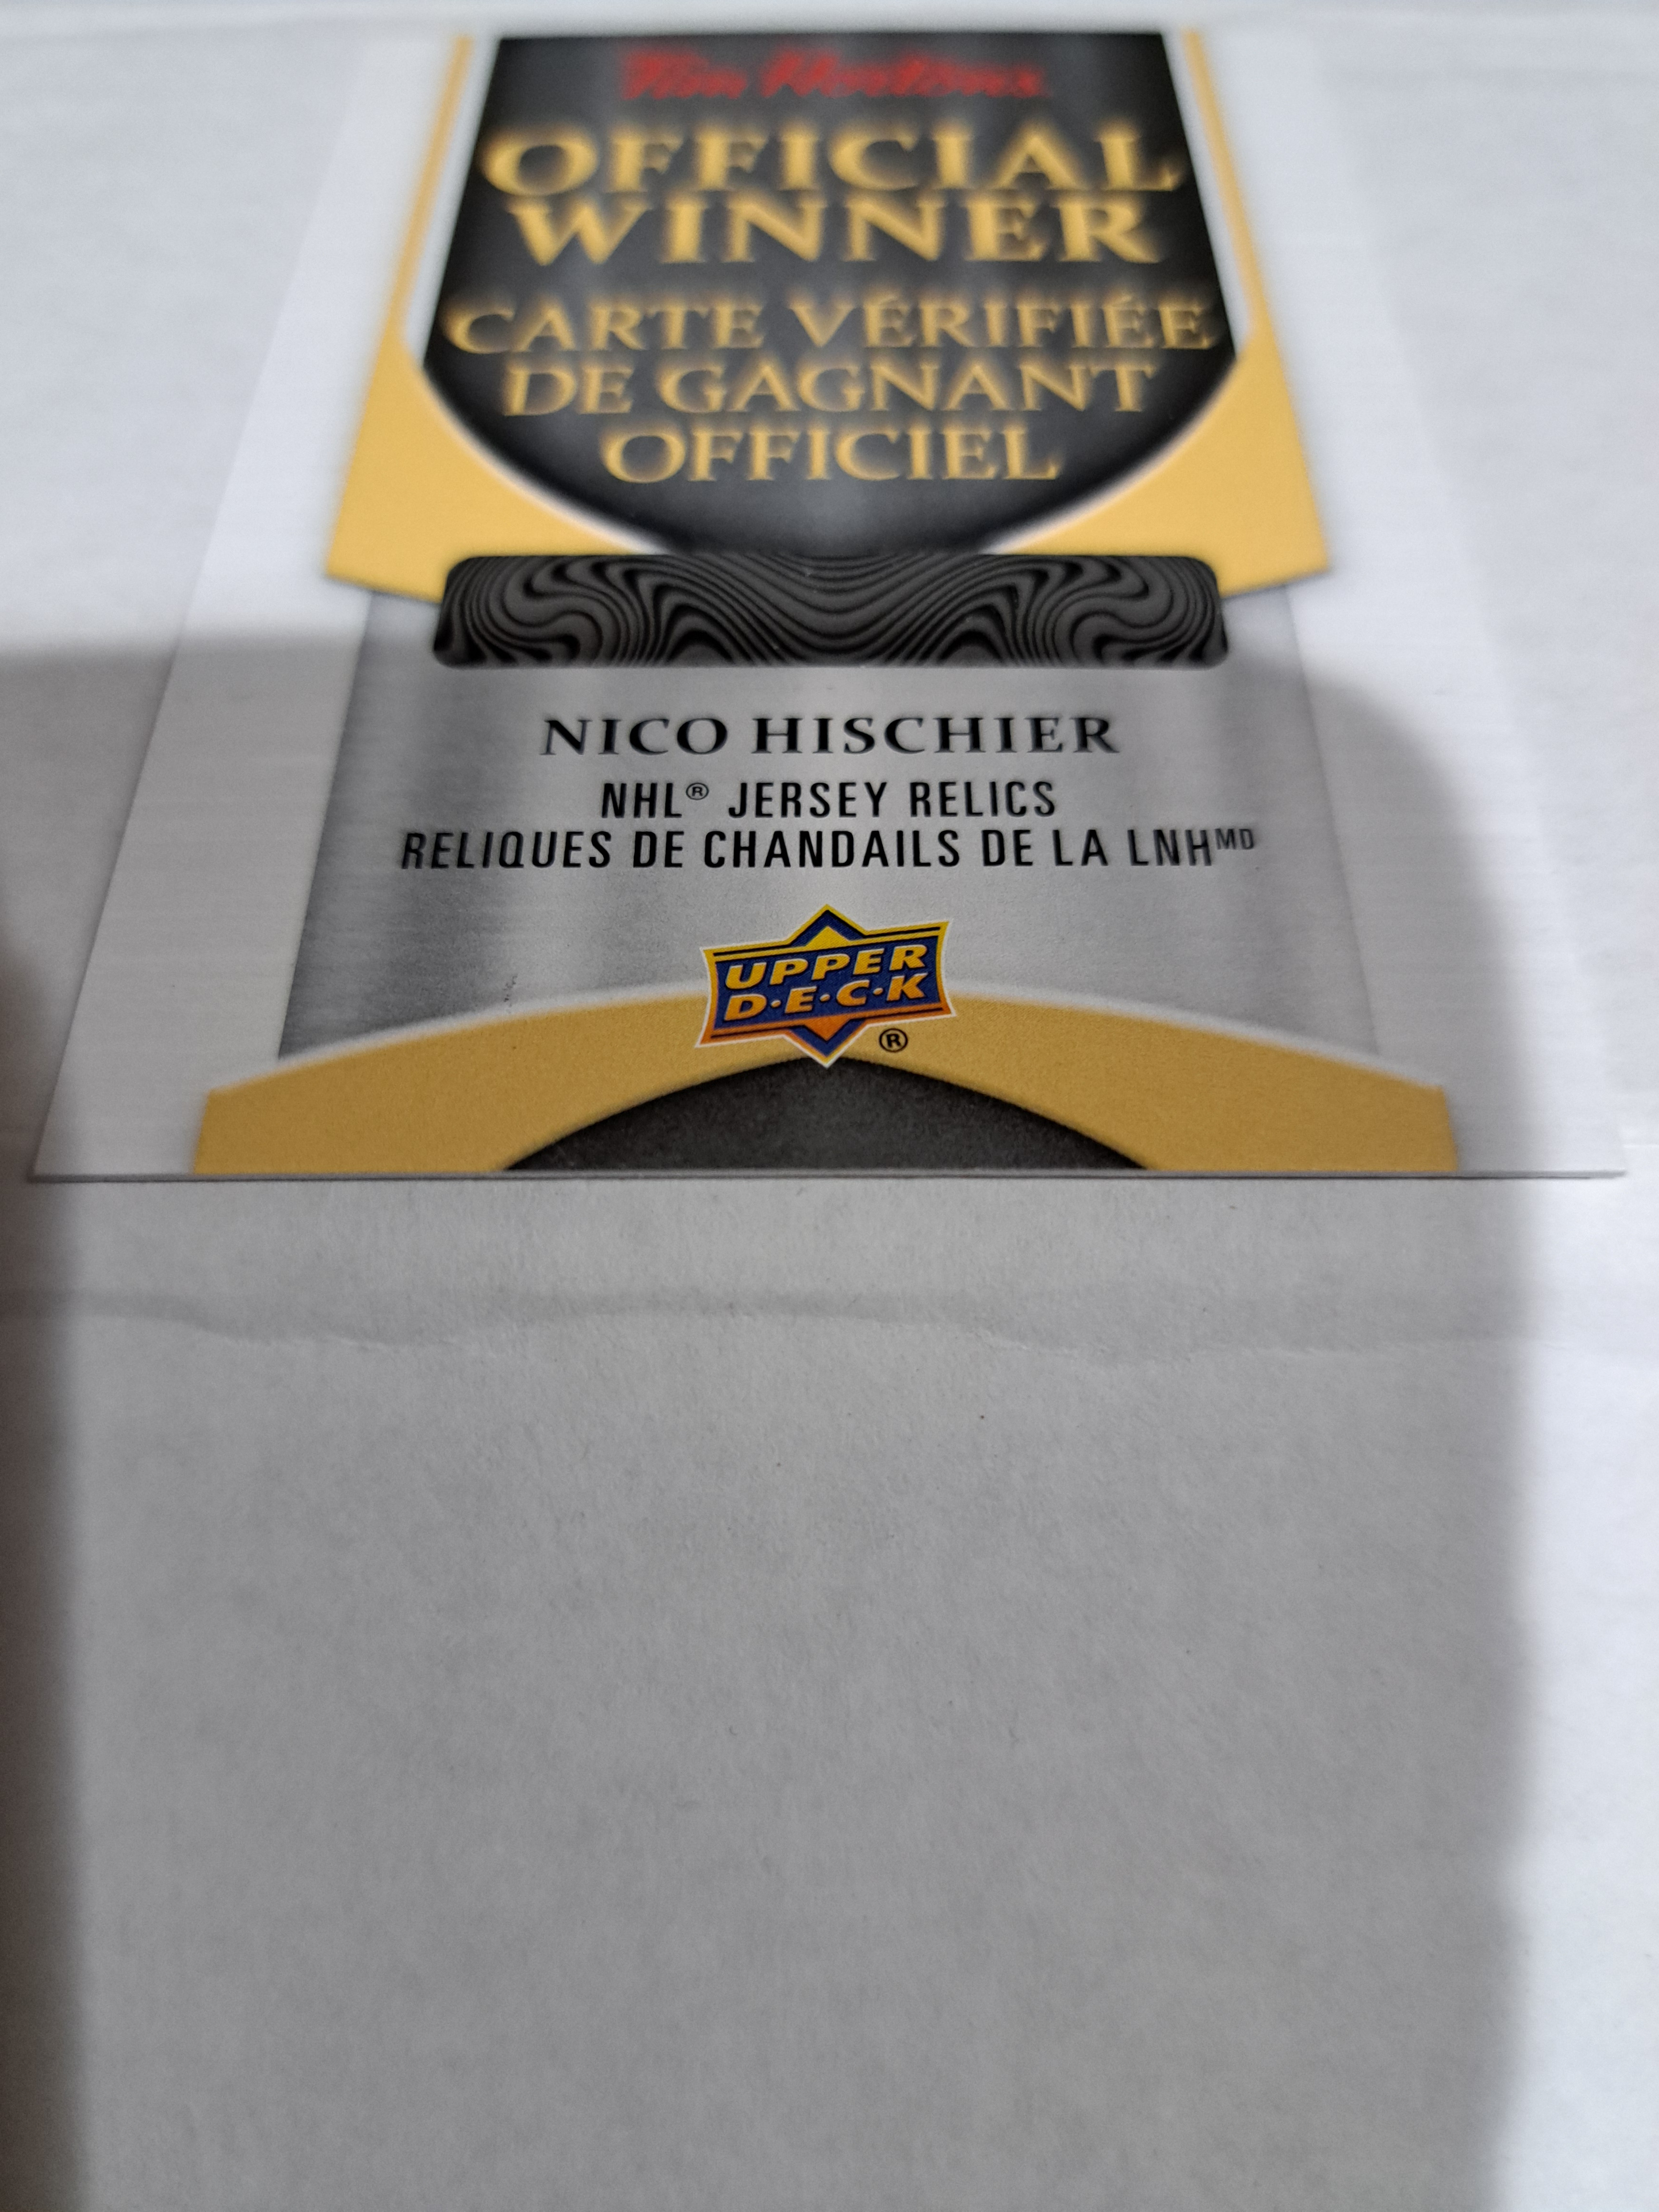 Tim Hortons
OFFICIAL
WINNER
CARTE VÉRIFIÉE
DE GAGNANT
OFFICIEL
NICO HISCHIER
NHL® JERSEY RELICS
RELIQUES DE CHANDAILS DE LA LNHᴹᴰ
UPPER
D·E·C·K
®